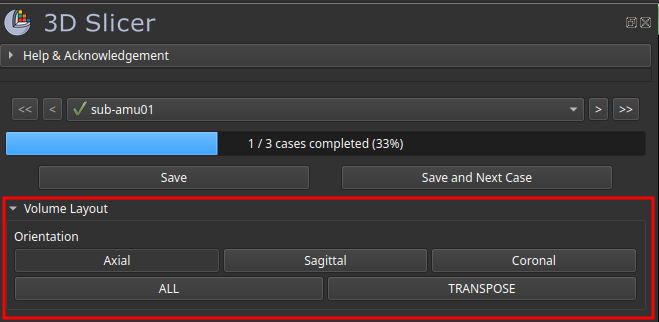 3D Slicer
Help & Acknowledgement
<< < sub-amu01 > >>
1 / 3 cases completed (33%)
Save Save and Next Case
Volume Layout
Orientation
Axial Sagittal Coronal
ALL TRANSPOSE